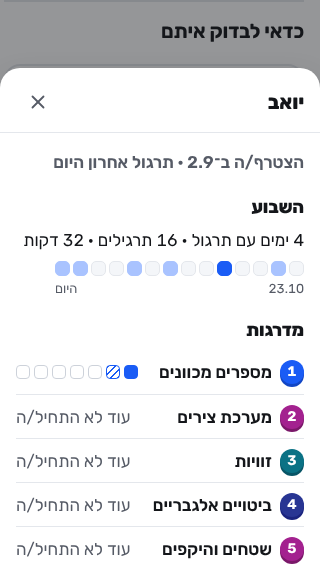 כדאי לבדוק איתם
יואב
הצטרף/ה ב־2.9 • תרגול אחרון היום
השבוע
4 ימים עם תרגול • 16 תרגילים • 32 דקות
23.10 היום
מדרגות
1 מספרים מכוונים
2 מערכת צירים עוד לא התחיל/ה
3 זוויות עוד לא התחיל/ה
4 ביטויים אלגבריים עוד לא התחיל/ה
5 שטחים והיקפים עוד לא התחיל/ה